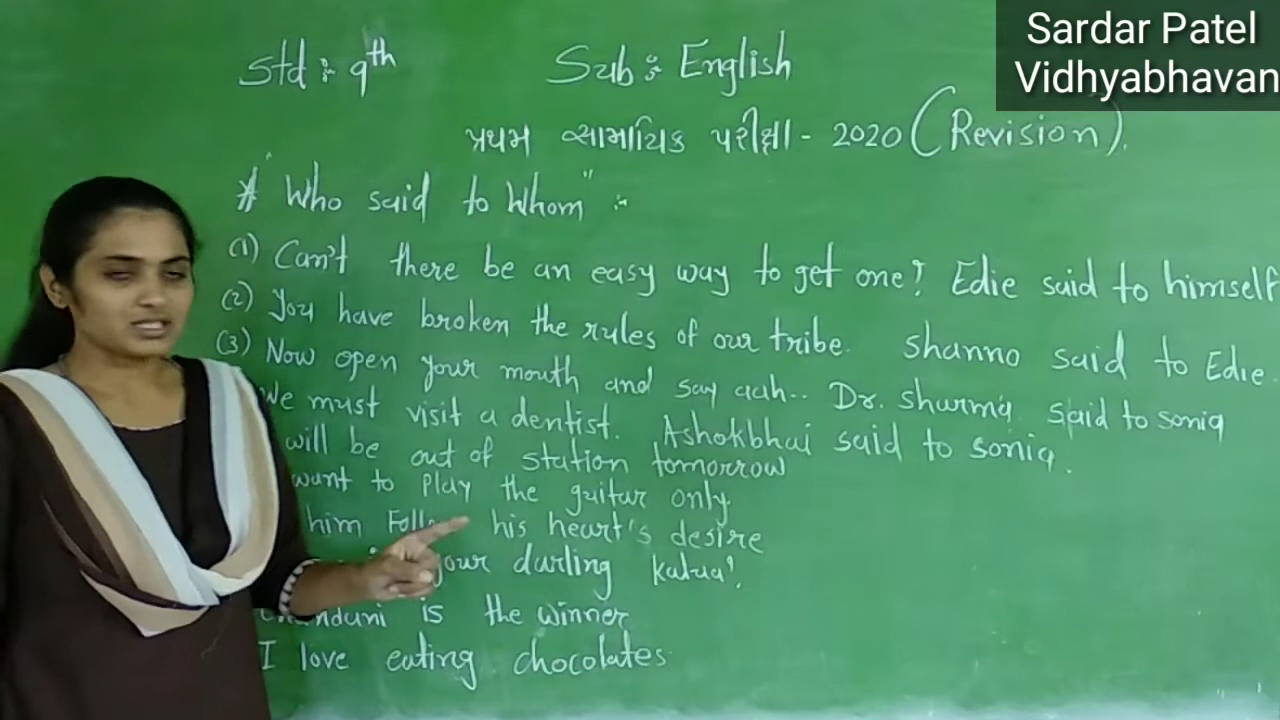 Sardar Patel
Vidhyabhavan
Std : 9th Sub : English
પ્રથમ સામાયિક પરીક્ષા - 2020 (Revision).
* "Who said to Whom" :-
(1) Can't there be an easy way to get one? Edie said to himself
(2) You have broken the rules of our tribe. Shanno said to Edie.
(3) Now open your mouth and say aah.. Dr. Sharma said to soniq
We must visit a dentist. Ashokbhai said to soniq.
will be out of station tomorrow
want to play the guitar only
him his heart's desire
your darling
is the winner
I love eating chocolates